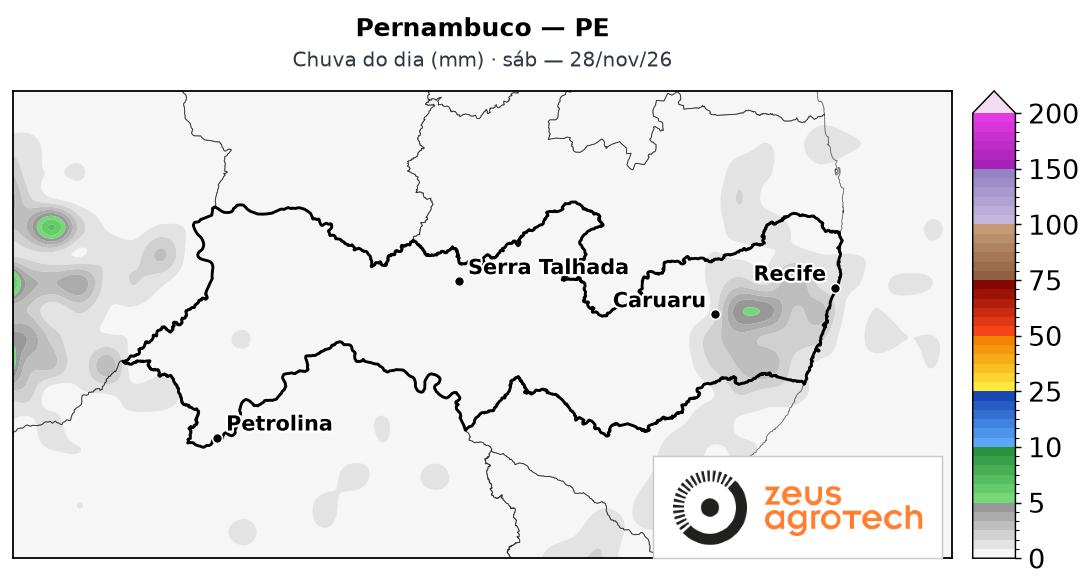 Pernambuco — PE
Chuva do dia (mm) · sáb — 28/nov/26
200
150
100
75
50
25
10
5
0
Serra Talhada
Recife
Caruaru
Petrolina
zeus
agrotech